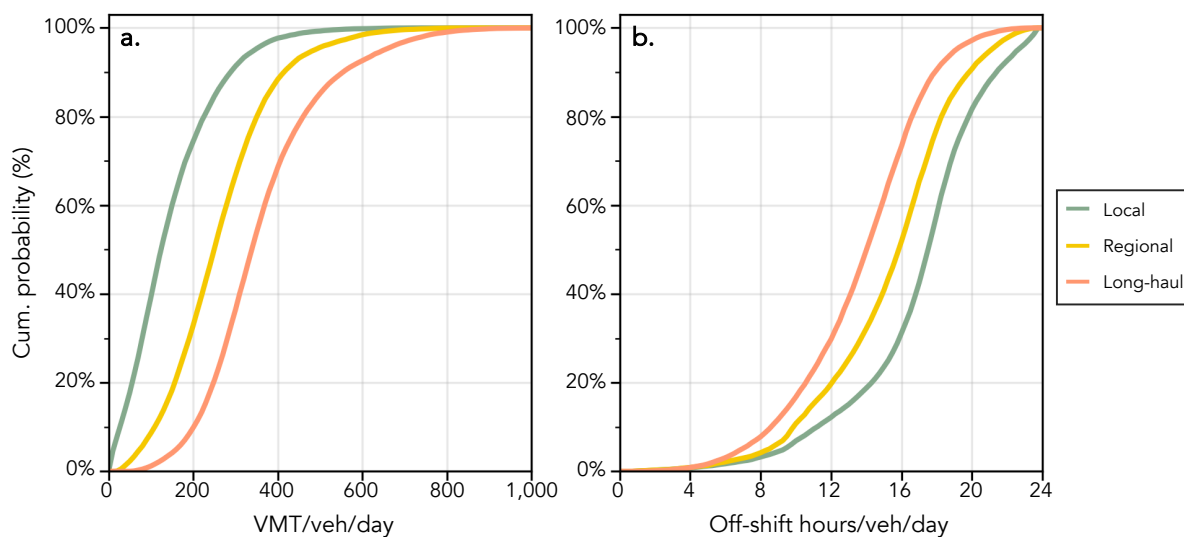 a.
b.
Cum. probability (%)
100%
80%
60%
40%
20%
0%
0 200 400 600 800 1,000
VMT/veh/day
100%
80%
60%
40%
20%
0%
0 4 8 12 16 20 24
Off-shift hours/veh/day
Local
Regional
Long-haul